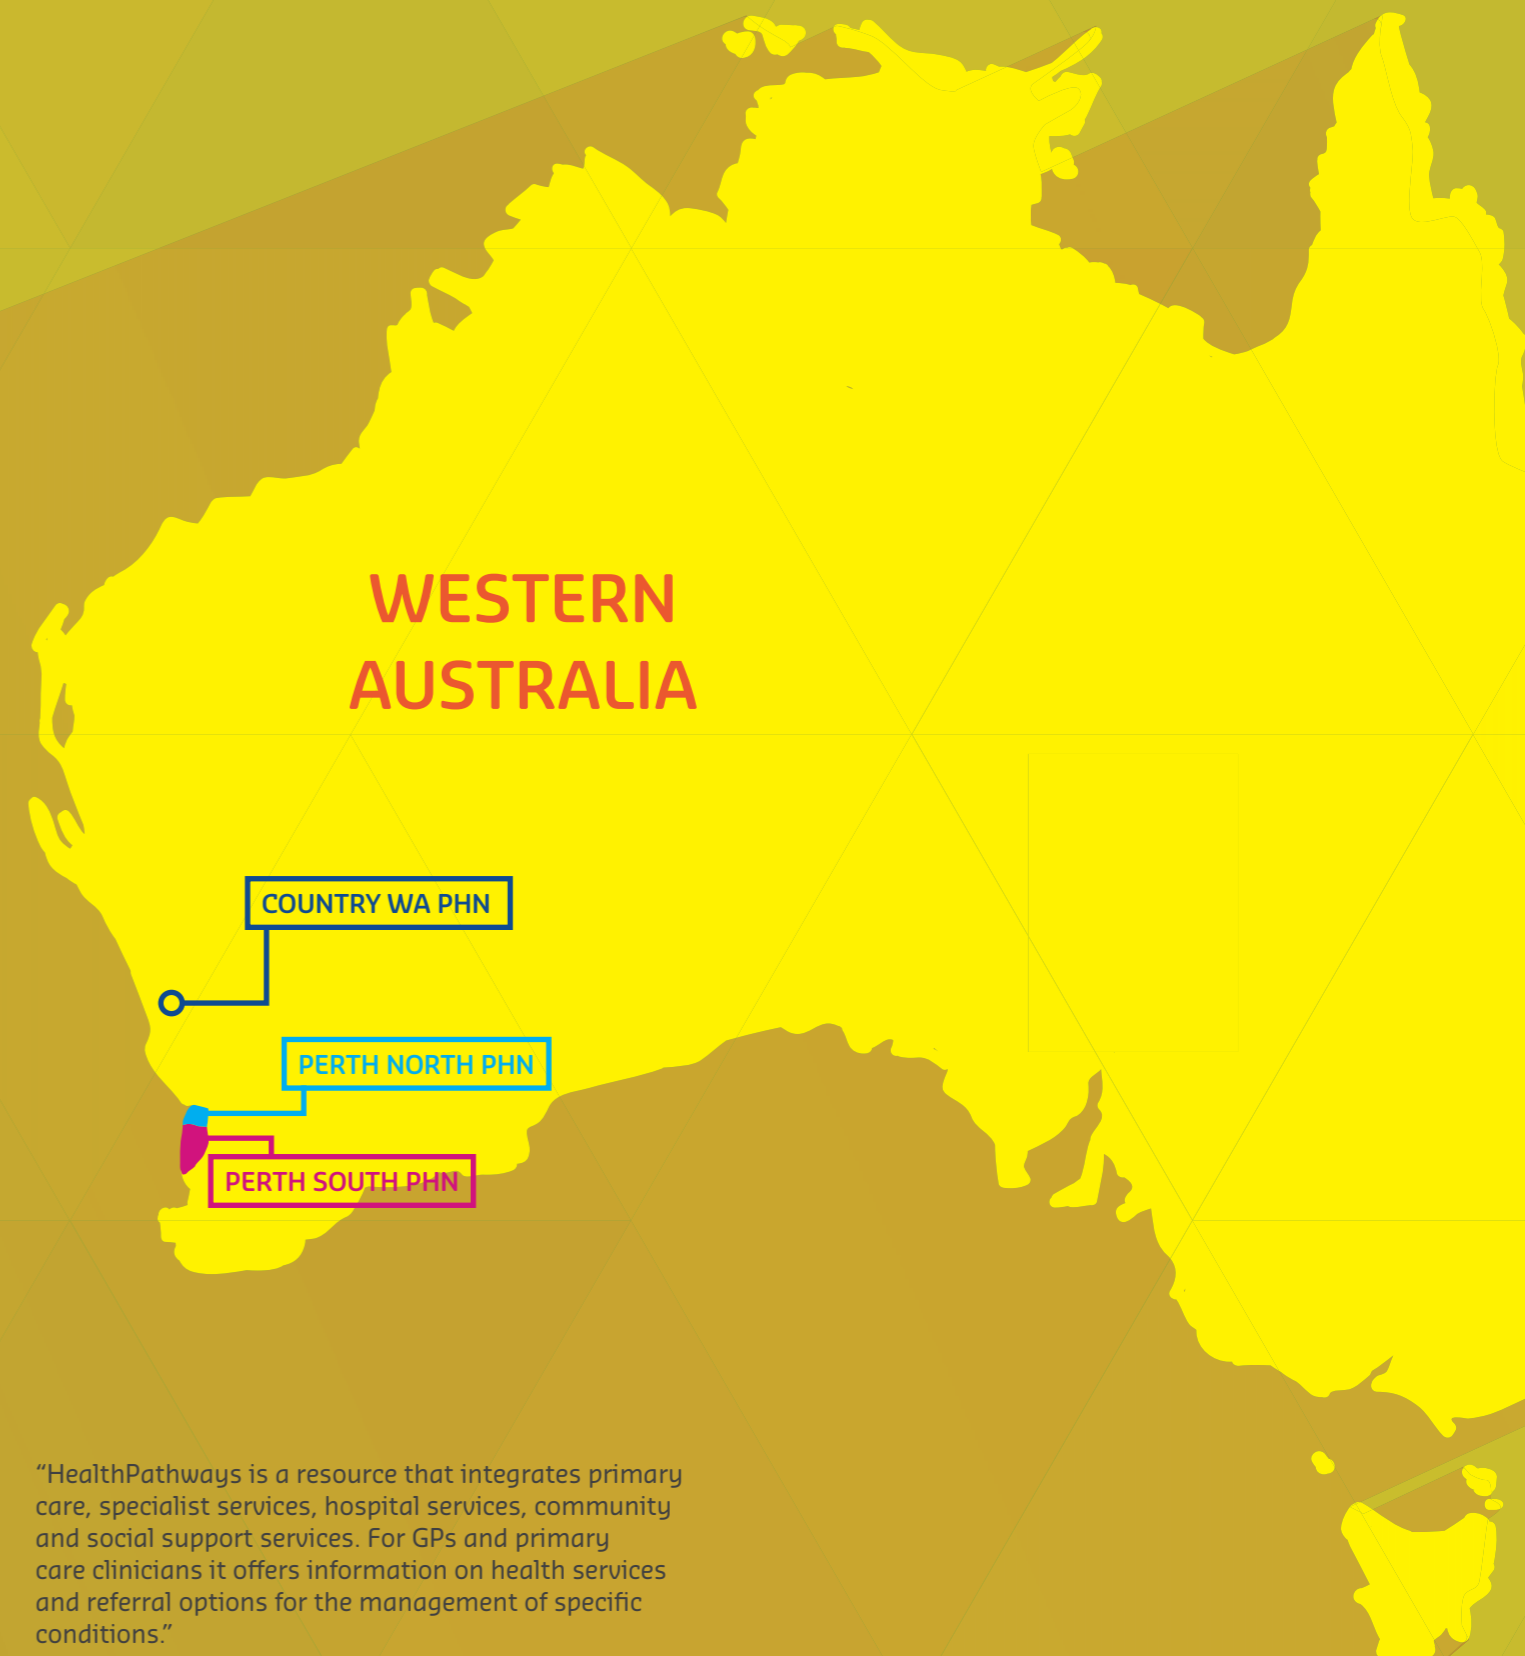 WESTERN
AUSTRALIA
COUNTRY WA PHN
PERTH NORTH PHN
PERTH SOUTH PHN
“HealthPathways is a resource that integrates primary
care, specialist services, hospital services, community
and social support services. For GPs and primary
care clinicians it offers information on health services
and referral options for the management of specific
conditions.”